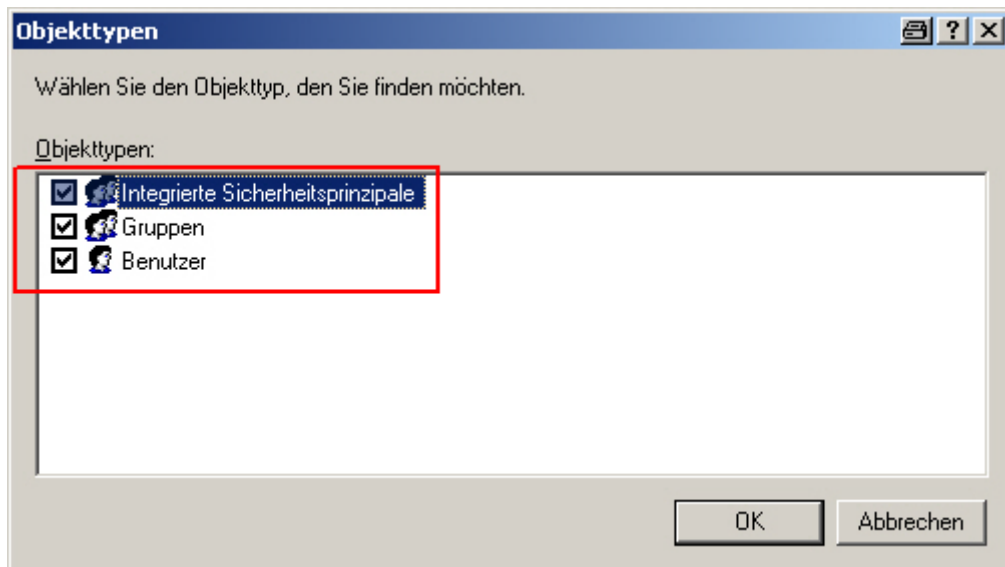 Objekttypen
Wählen Sie den Objekttyp, den Sie finden möchten.
Objekttypen:
Integrierte Sicherheitsprinzipale
Gruppen
Benutzer
OK
Abbrechen